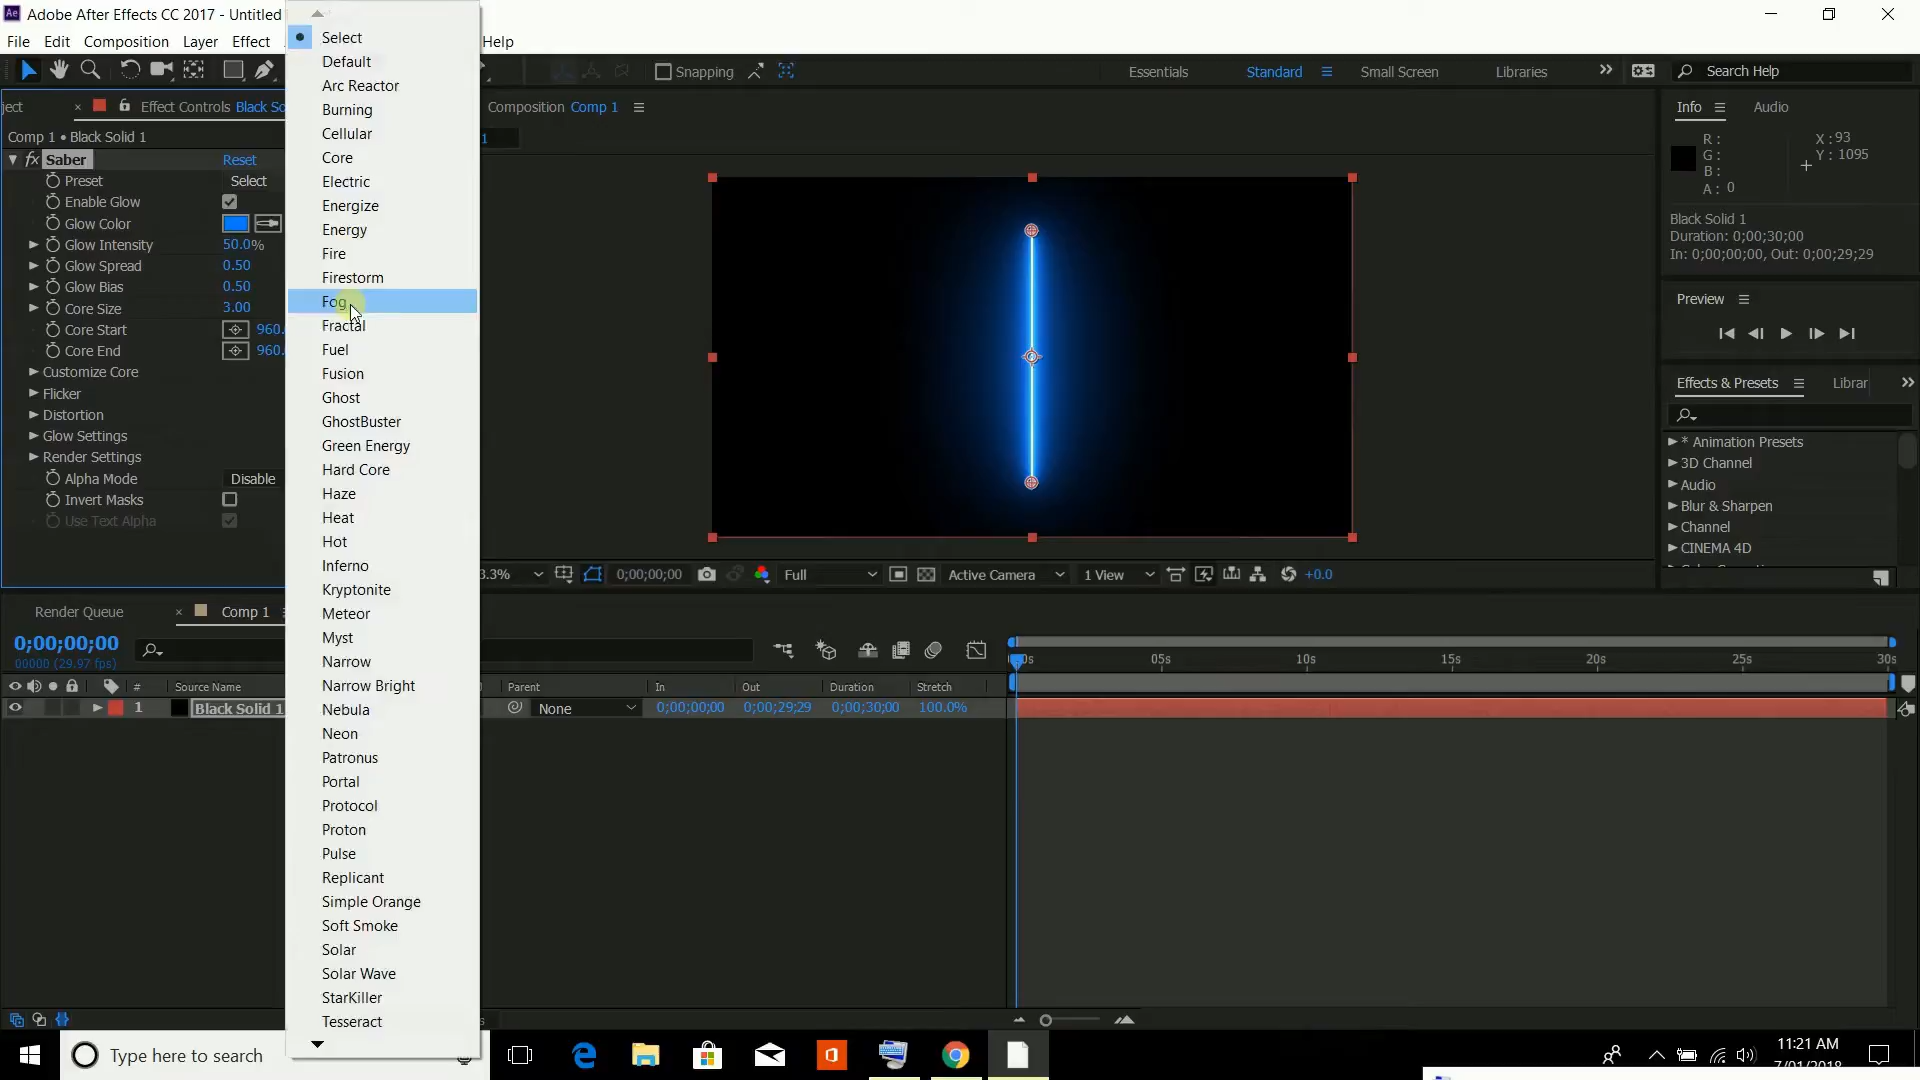 Adobe After Effects CC 2017 - Untitled
File Edit Composition Layer Effect Help
Snapping
Essentials Standard Small Screen Libraries Search Help
ject Effect Controls Black So
Comp 1 • Black Solid 1
fx Saber Reset
Preset Select
Enable Glow
Glow Color
Glow Intensity 50.0%
Glow Spread 0.50
Glow Bias 0.50
Core Size 3.00
Core Start 960.
Core End 960.
Customize Core
Flicker
Distortion
Glow Settings
Render Settings
Alpha Mode Disable
Invert Masks
Use Text Alpha
Select
Default
Arc Reactor
Burning
Cellular
Core
Electric
Energize
Energy
Fire
Firestorm
Fog
Fractal
Fuel
Fusion
Ghost
GhostBuster
Green Energy
Hard Core
Haze
Heat
Hot
Inferno
Kryptonite
Meteor
Myst
Narrow
Narrow Bright
Nebula
Neon
Patronus
Portal
Protocol
Proton
Pulse
Replicant
Simple Orange
Soft Smoke
Solar
Solar Wave
StarKiller
Tesseract
Composition Comp 1
1
3.3% 0;00;00;00 Full Active Camera 1 View +0.0
Info Audio
R : X : 93
G : Y : 1095
B :
A : 0
Black Solid 1
Duration: 0;00;30;00
In: 0;00;00;00, Out: 0;00;29;29
Preview
Effects & Presets Librar
* Animation Presets
3D Channel
Audio
Blur & Sharpen
Channel
CINEMA 4D
Render Queue Comp 1
0;00;00;00
00000 (29.97 fps)
# Source Name Parent In Out Duration Stretch
1 Black Solid 1 None 0;00;00;00 0;00;29;29 0;00;30;00 100.0%
0s 05s 10s 15s 20s 25s 30s
Type here to search
11:21 AM
7/01/2018